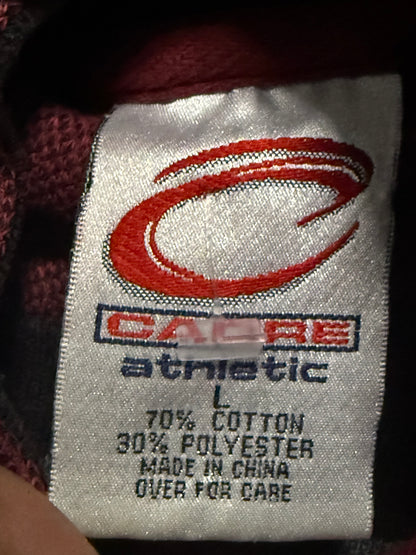 athletic
L
70% COTTON
30% POLYESTER
MADE IN CHINA
OVER FOR CARE